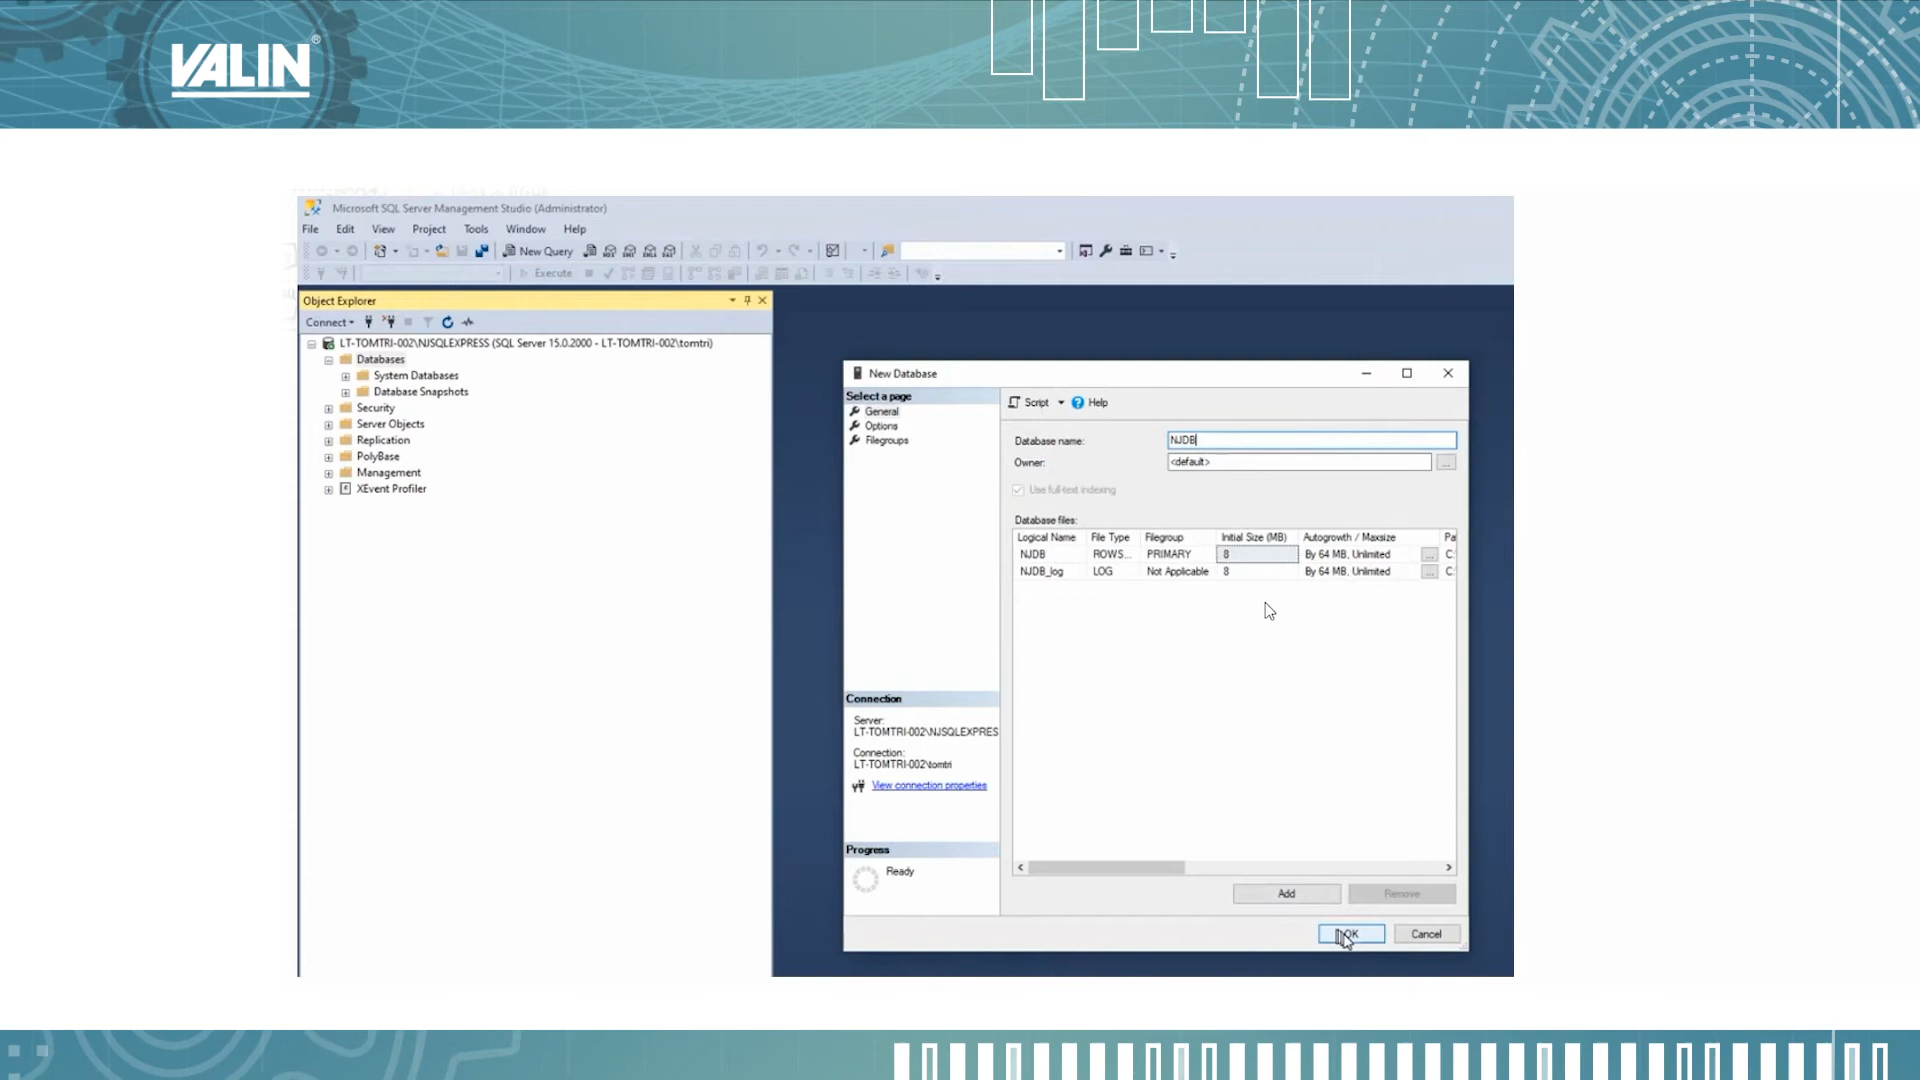 VALIN®
Microsoft SQL Server Management Studio (Administrator)
File Edit View Project Tools Window Help
New Query
Execute
Object Explorer
Connect
LT-TOMTRI-002\NJSQLEXPRESS (SQL Server 15.0.2000 - LT-TOMTRI-002\tomtri)
Databases
System Databases
Database Snapshots
Security
Server Objects
Replication
PolyBase
Management
XEvent Profiler
New Database
Select a page
General
Options
Filegroups
Script Help
Database name: NJDB
Owner: <default> ...
Use full-text indexing
Database files:
Logical Name File Type Filegroup Initial Size (MB) Autogrowth / Maxsize Pa
NJDB ROWS... PRIMARY 8 By 64 MB, Unlimited ... C:
NJDB_log LOG Not Applicable 8 By 64 MB, Unlimited ... C:
Connection
Server:
LT-TOMTRI-002\NJSQLEXPRES
Connection:
LT-TOMTRI-002\tomtri
View connection properties
Progress
Ready
Add Remove
OK Cancel